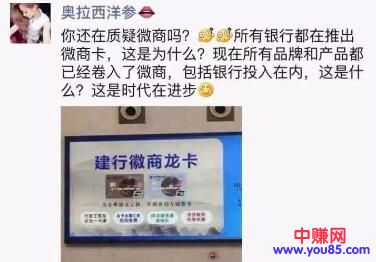 奥拉西洋参
你还在质疑微商吗？所有银行都在推出
微商卡，这是为什么？现在所有品牌和产品都
已经卷入了微商，包括银行投入在内，这是什
么？这是时代在进步
建行徽商龙卡
中赚网
www.you85.com